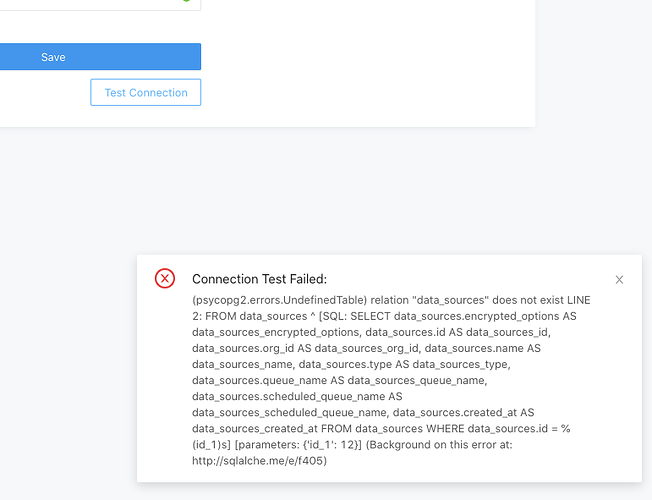 Save
Test Connection
Connection Test Failed:
(psycopg2.errors.UndefinedTable) relation "data_sources" does not exist LINE
2: FROM data_sources ^ [SQL: SELECT data_sources.encrypted_options AS
data_sources_encrypted_options, data_sources.id AS data_sources_id,
data_sources.org_id AS data_sources_org_id, data_sources.name AS
data_sources_name, data_sources.type AS data_sources_type,
data_sources.queue_name AS data_sources_queue_name,
data_sources.scheduled_queue_name AS
data_sources_scheduled_queue_name, data_sources.created_at AS
data_sources_created_at FROM data_sources WHERE data_sources.id = %
(id_1)s] [parameters: {'id_1': 12}] (Background on this error at:
http://sqlalche.me/e/f405)